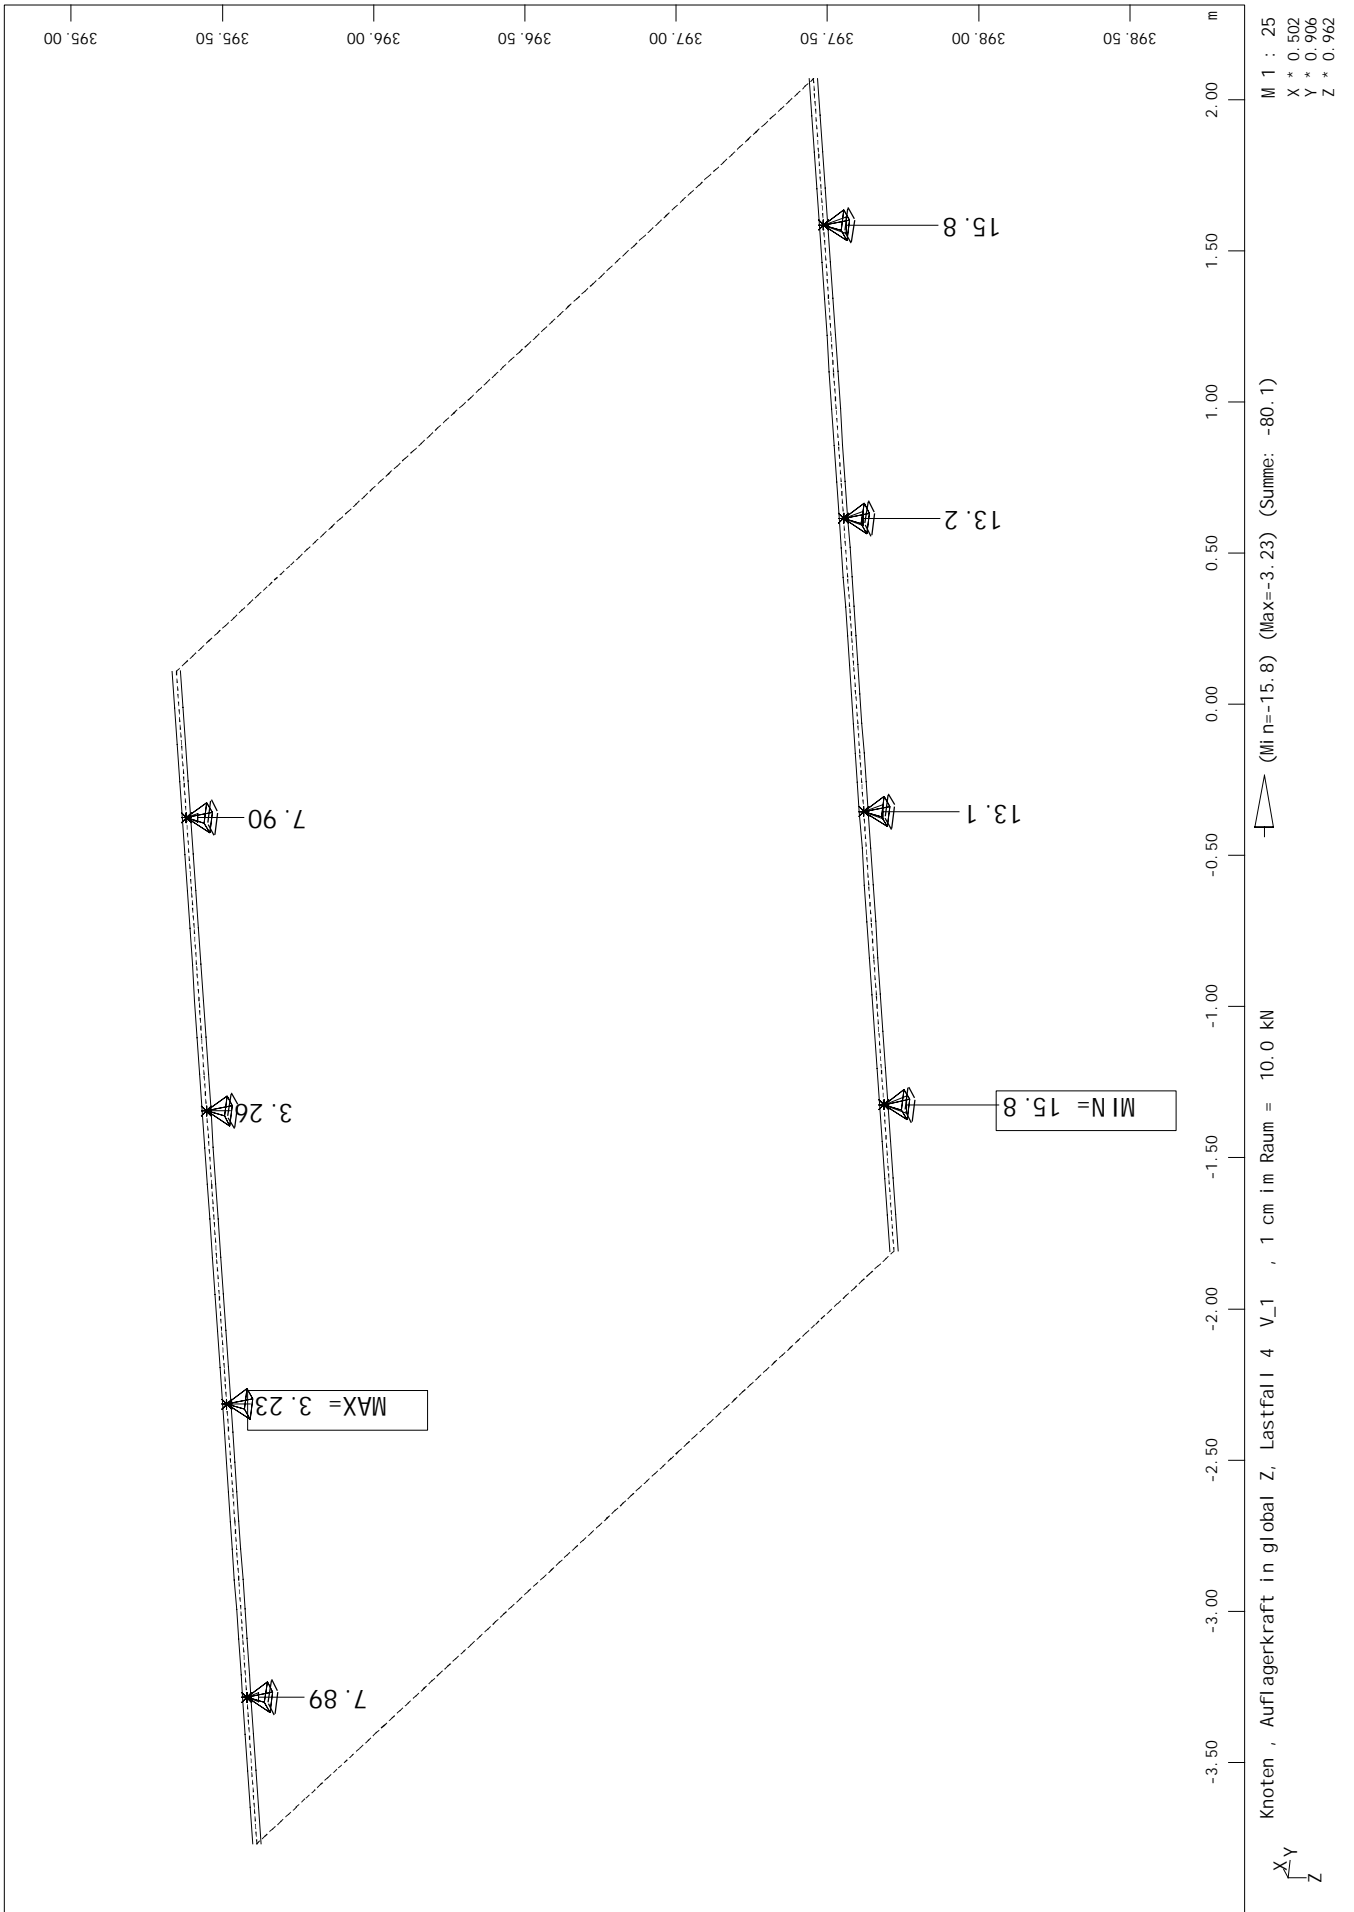 M 1 : 25
X * 0.502
Y * 0.906
Z * 0.962
395.00
395.50
396.00
396.50
397.00
397.50
398.00
398.50
m
-3.50
-3.00
-2.50
-2.00
-1.50
-1.00
-0.50
0.00
0.50
1.00
1.50
2.00
7.89
MAX= 3.23
3.26
7.90
MIN= 15.8
13.1
13.2
15.8
X
Y
Z
Knoten , Auflagerkraft in global Z, Lastfall 4 V_1 , 1 cm im Raum = 10.0 kN (Min=-15.8) (Max=-3.23) (Summe: -80.1)